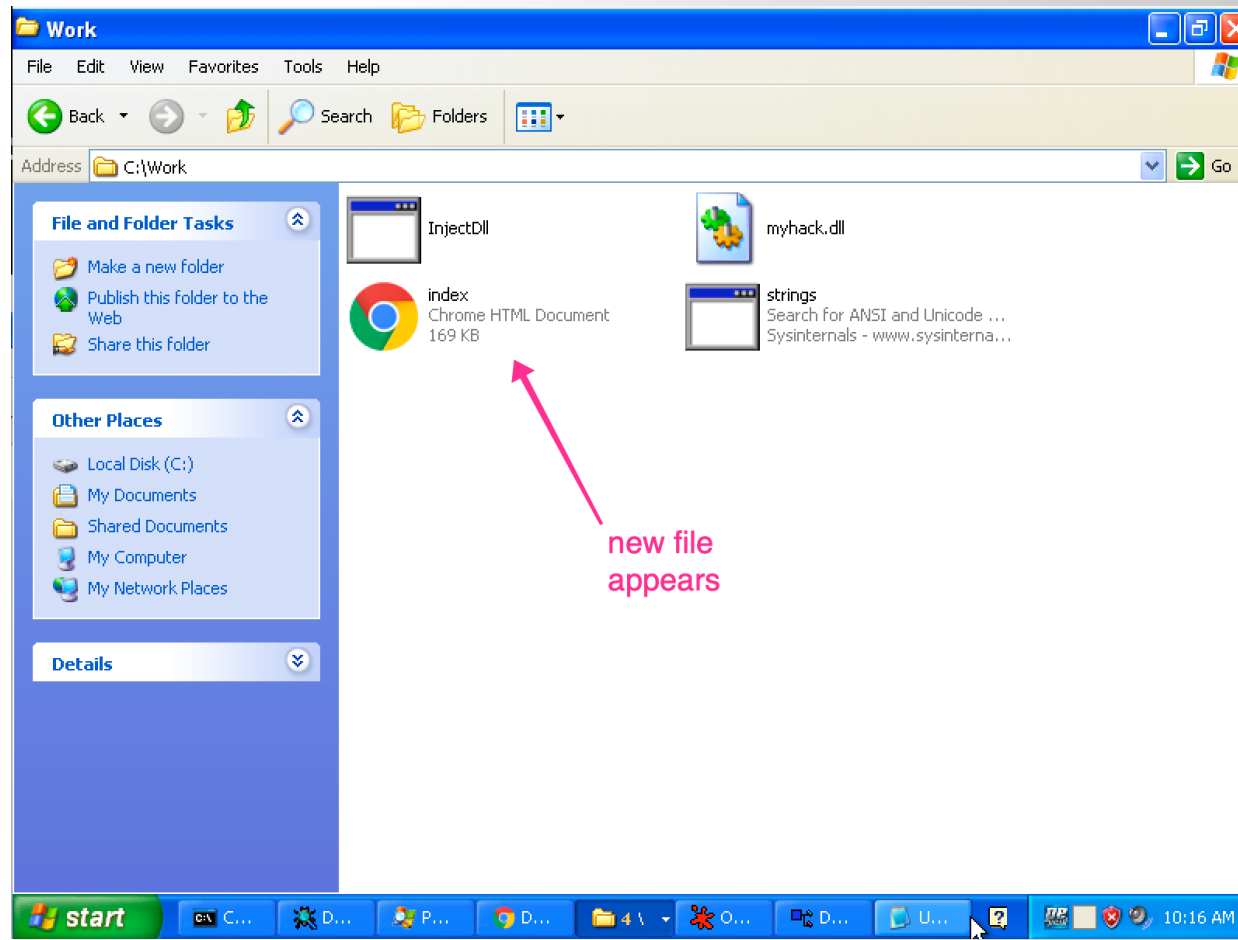 Work
File Edit View Favorites Tools Help
Back Search Folders
Address C:\Work Go
File and Folder Tasks
Make a new folder
Publish this folder to the
Web
Share this folder
Other Places
Local Disk (C:)
My Documents
Shared Documents
My Computer
My Network Places
Details
InjectDll
myhack.dll
index
Chrome HTML Document
169 KB
strings
Search for ANSI and Unicode ...
Sysinternals - www.sysinterna...
new file
appears
start C... D... P... D... 4 \ O... D... U... 10:16 AM